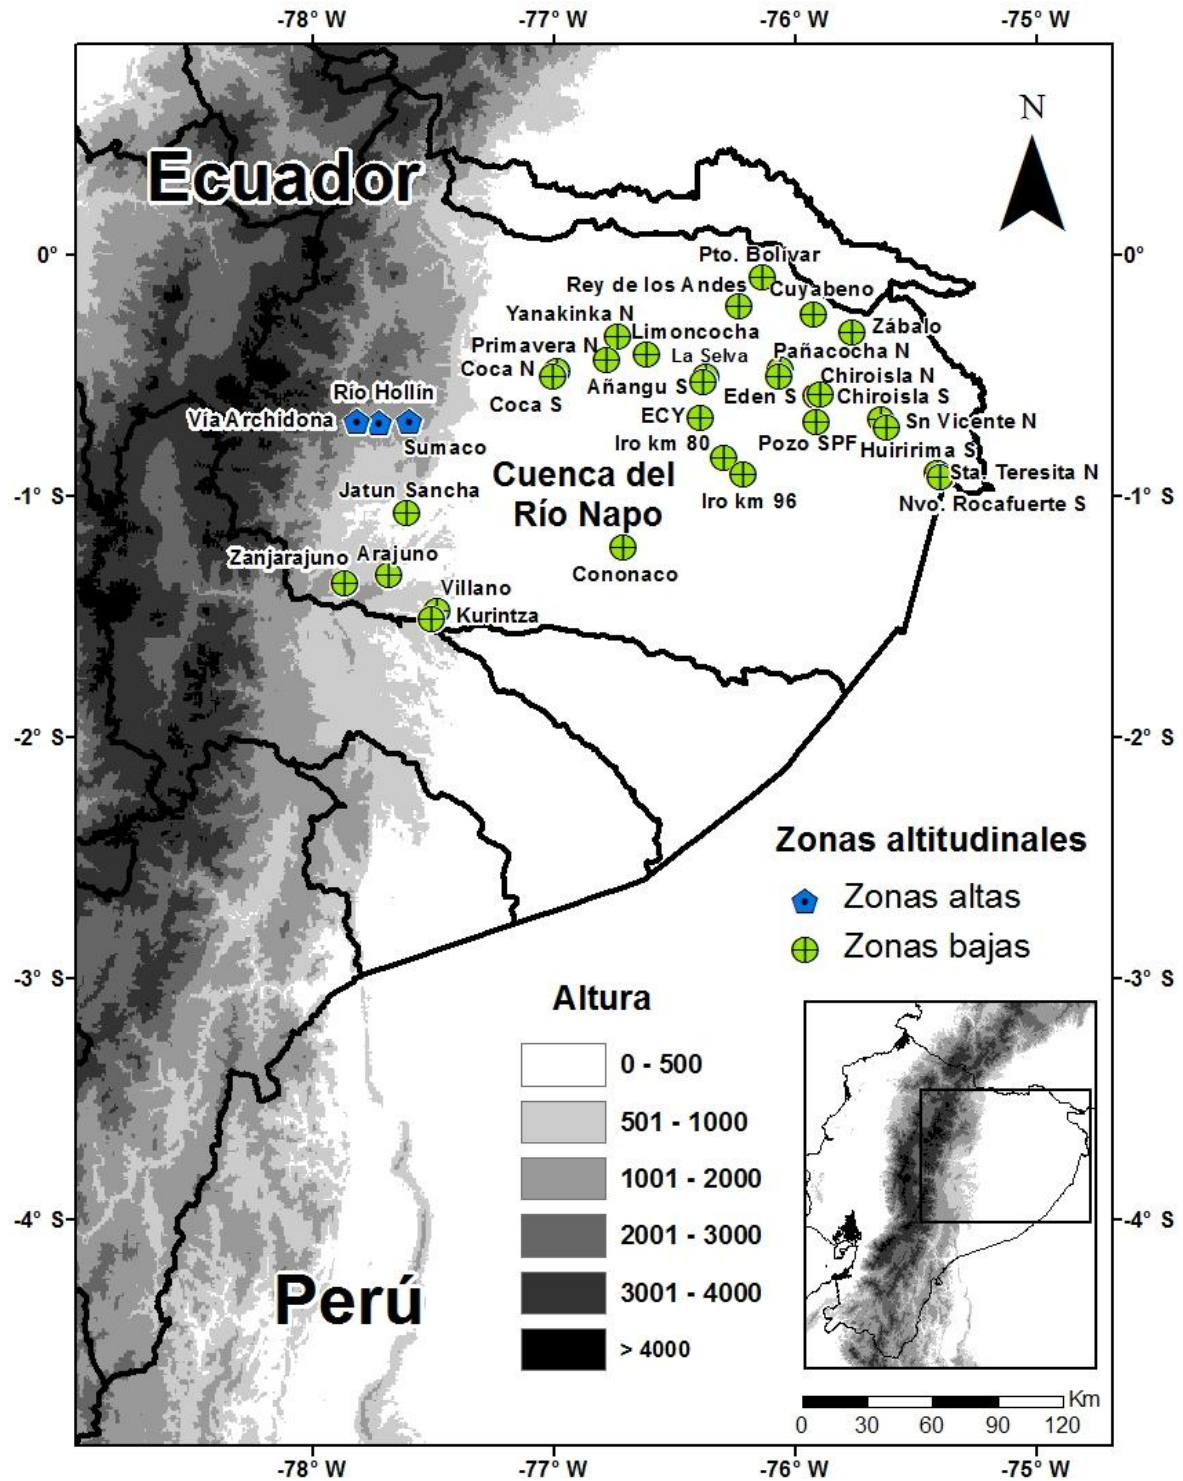 -78° W
-77° W
-76° W
-75° W
N
Ecuador
0°
0°
Pto. Bolívar
Rey de los Andes
Cuyabeno
Yanakinka N
Limoncocha
Zábalo
Primavera N
La Selva
Pañacocha N
Coca N
Añangu S
Chiroisla N
Río Hollín
Eden S
Chiroisla S
Coca S
Vía Archidona
ECY
Sn Vicente N
Sumaco
Iro km 80
Pozo SPF
Huiririma S
Cuenca del
Río Napo
Sta. Teresita N
Jatun Sancha
-1° S
-1° S
Iro km 96
Nvo. Rocafuerte S
Zanjarajuno
Arajuno
Cononaco
Villano
Kurintza
-2° S
-2° S
Zonas altitudinales
Zonas altas
Zonas bajas
-3° S
-3° S
Altura
0 - 500
501 - 1000
1001 - 2000
2001 - 3000
3001 - 4000
> 4000
-4° S
-4° S
Perú
Km
0 30 60 90 120
-78° W
-77° W
-76° W
-75° W